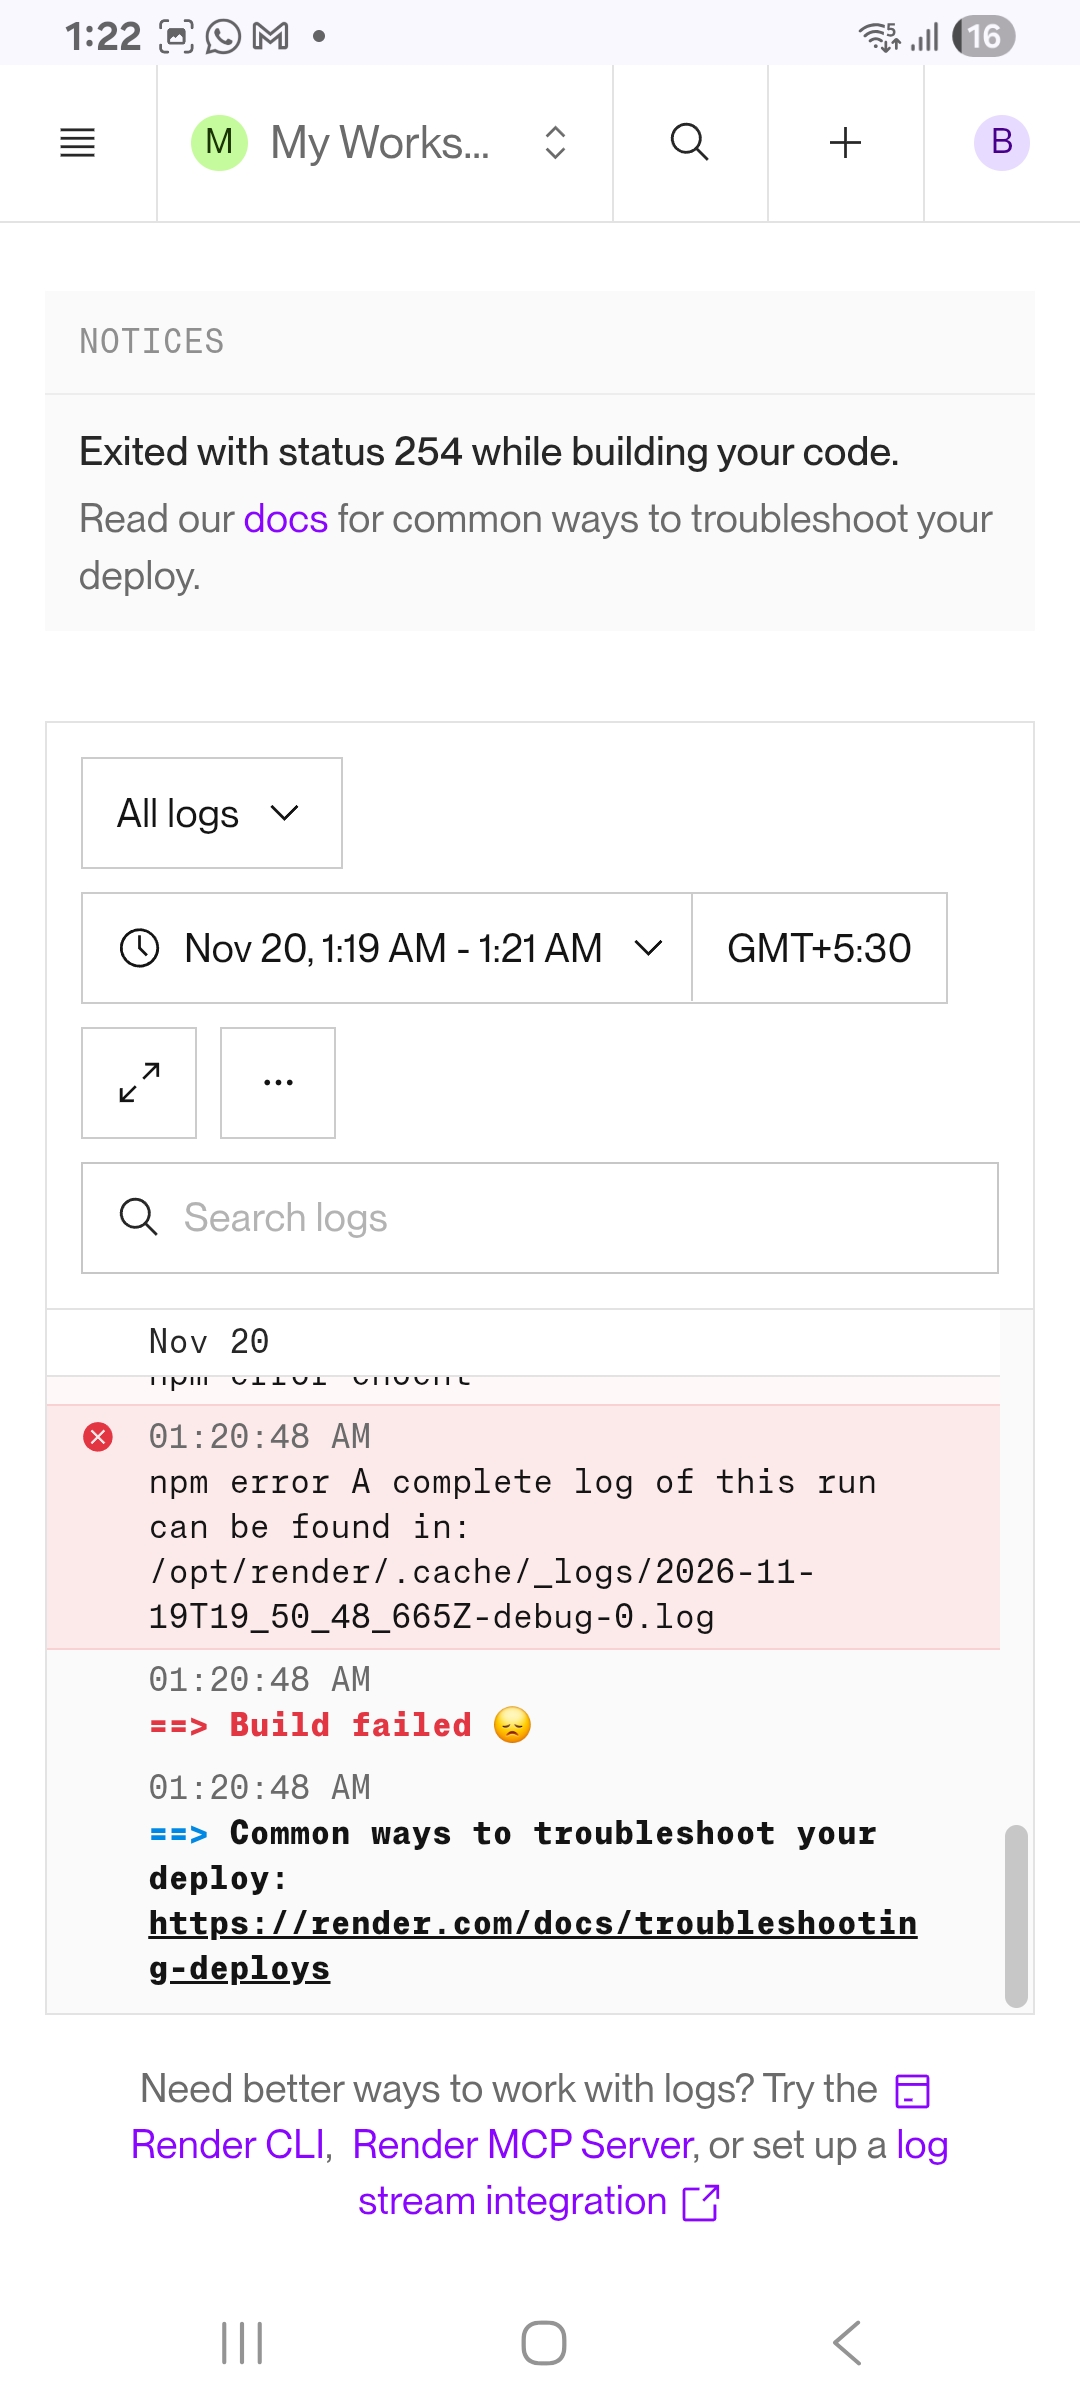 1:22
5
16
M
My Works...
B
NOTICES
Exited with status 254 while building your code.
Read our docs for common ways to troubleshoot your
deploy.
All logs
Nov 20, 1:19 AM - 1:21 AM
GMT+5:30
...
Search logs
Nov 20
npm error enoent
01:20:48 AM
npm error A complete log of this run
can be found in:
/opt/render/.cache/_logs/2026-11-
19T19_50_48_665Z-debug-0.log
01:20:48 AM
==> Build failed 😞
01:20:48 AM
==> Common ways to troubleshoot your
deploy:
https://render.com/docs/troubleshootin
g-deploys
Need better ways to work with logs? Try the
Render CLI, Render MCP Server, or set up a log
stream integration